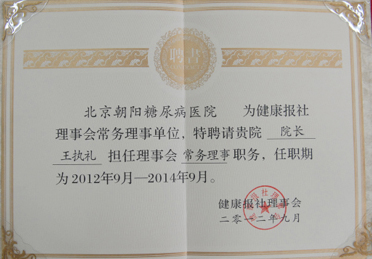 聘书
北京朝阳糖尿病医院 为健康报社
理事会常务理事单位，特聘请贵院 院长
王执礼 担任理事会 常务理事 职务，任职期
为2012年9月—2014年9月。
健康报社理事会
二零一二年九月